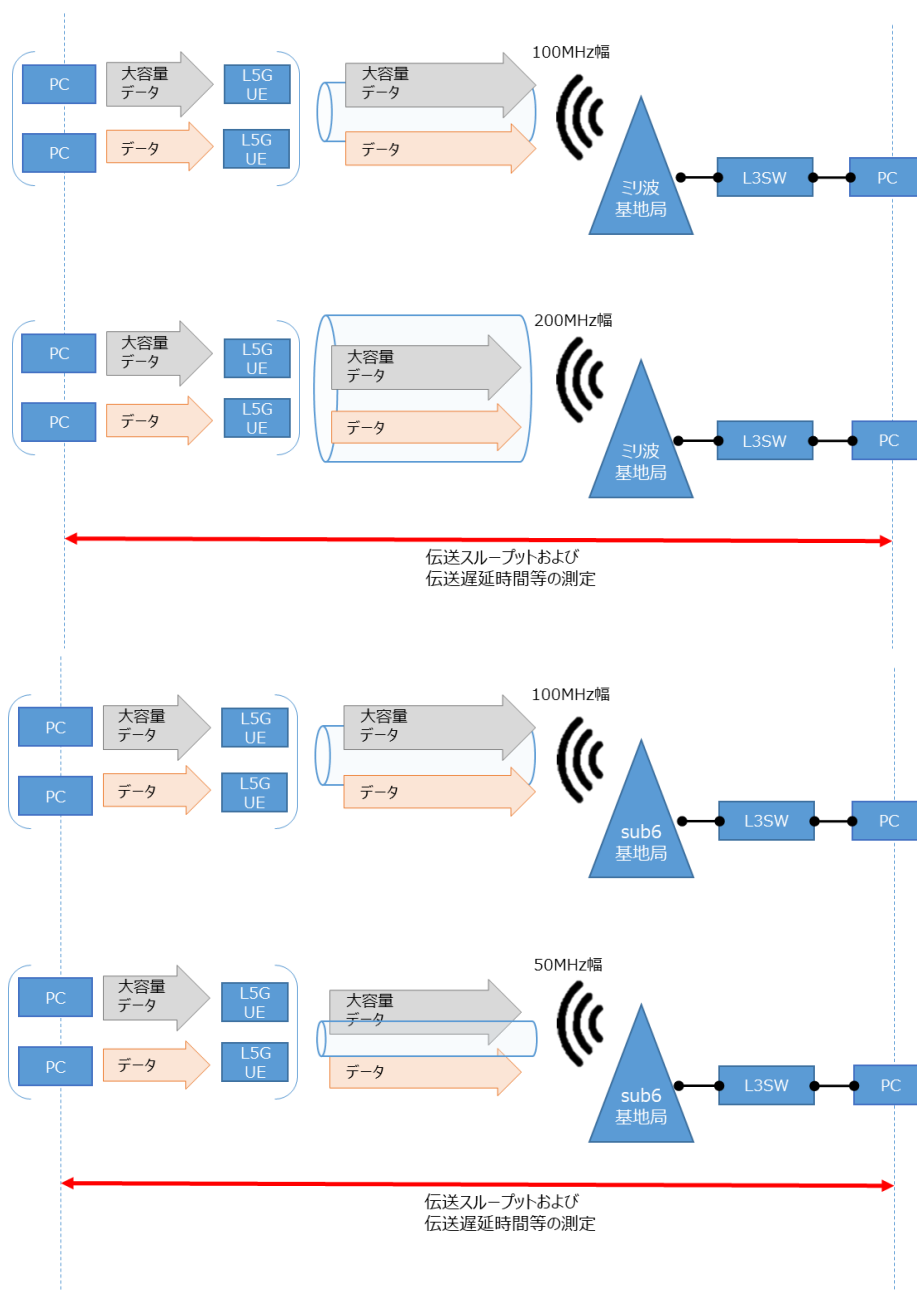 100MHz幅
PC
大容量
データ
L5G
UE
大容量
データ
PC
データ
L5G
UE
データ
ミリ波
基地局
L3SW
PC
200MHz幅
PC
大容量
データ
L5G
UE
大容量
データ
PC
データ
L5G
UE
データ
ミリ波
基地局
L3SW
PC
伝送スループットおよび
伝送遅延時間等の測定
100MHz幅
PC
大容量
データ
L5G
UE
大容量
データ
PC
データ
L5G
UE
データ
sub6
基地局
L3SW
PC
50MHz幅
PC
大容量
データ
L5G
UE
大容量
データ
PC
データ
L5G
UE
データ
sub6
基地局
L3SW
PC
伝送スループットおよび
伝送遅延時間等の測定